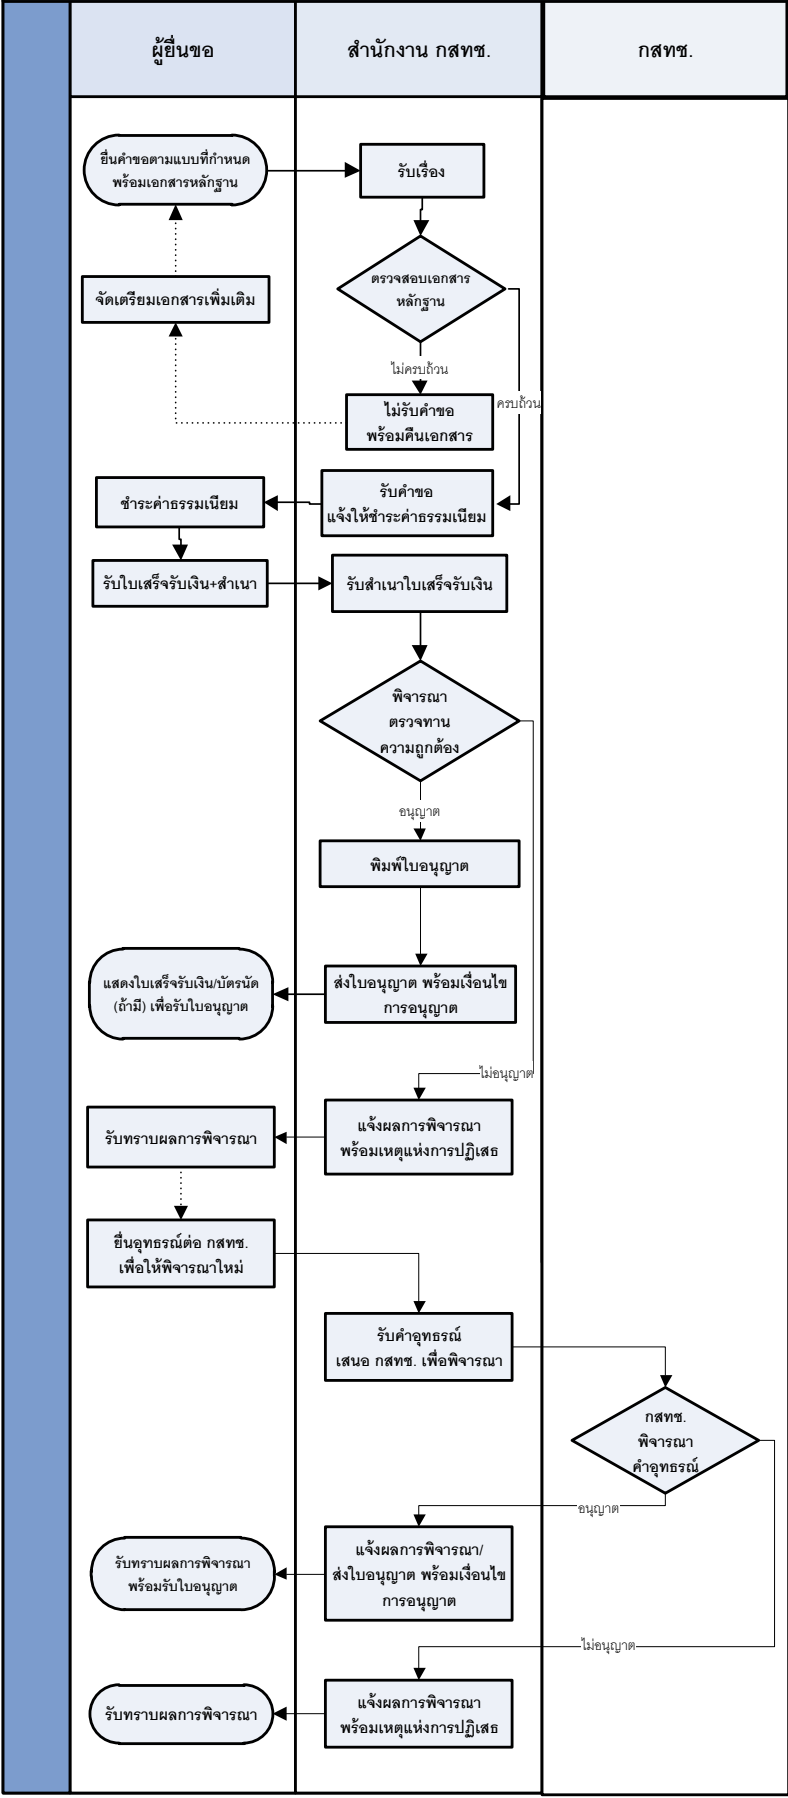 ผู้ยื่นขอ
สำนักงาน กสทช.
กสทช.
ยื่นคำขอตามแบบที่กำหนด
พร้อมเอกสารหลักฐาน
รับเรื่อง
ตรวจสอบเอกสาร
หลักฐาน
จัดเตรียมเอกสารเพิ่มเติม
ไม่ครบถ้วน
ครบถ้วน
ไม่รับคำขอ
พร้อมคืนเอกสาร
ชำระค่าธรรมเนียม
รับคำขอ
แจ้งให้ชำระค่าธรรมเนียม
รับใบเสร็จรับเงิน+สำเนา
รับสำเนาใบเสร็จรับเงิน
พิจารณา
ตรวจทาน
ความถูกต้อง
อนุญาต
พิมพ์ใบอนุญาต
แสดงใบเสร็จรับเงิน/บัตรนัด
(ถ้ามี) เพื่อรับใบอนุญาต
ส่งใบอนุญาต พร้อมเงื่อนไข
การอนุญาต
ไม่อนุญาต
รับทราบผลการพิจารณา
แจ้งผลการพิจารณา
พร้อมเหตุแห่งการปฏิเสธ
ยื่นอุทธรณ์ต่อ กสทช.
เพื่อให้พิจารณาใหม่
รับคำอุทธรณ์
เสนอ กสทช. เพื่อพิจารณา
กสทช.
พิจารณา
คำอุทธรณ์
อนุญาต
รับทราบผลการพิจารณา
พร้อมรับใบอนุญาต
แจ้งผลการพิจารณา/
ส่งใบอนุญาต พร้อมเงื่อนไข
การอนุญาต
ไม่อนุญาต
รับทราบผลการพิจารณา
แจ้งผลการพิจารณา
พร้อมเหตุแห่งการปฏิเสธ